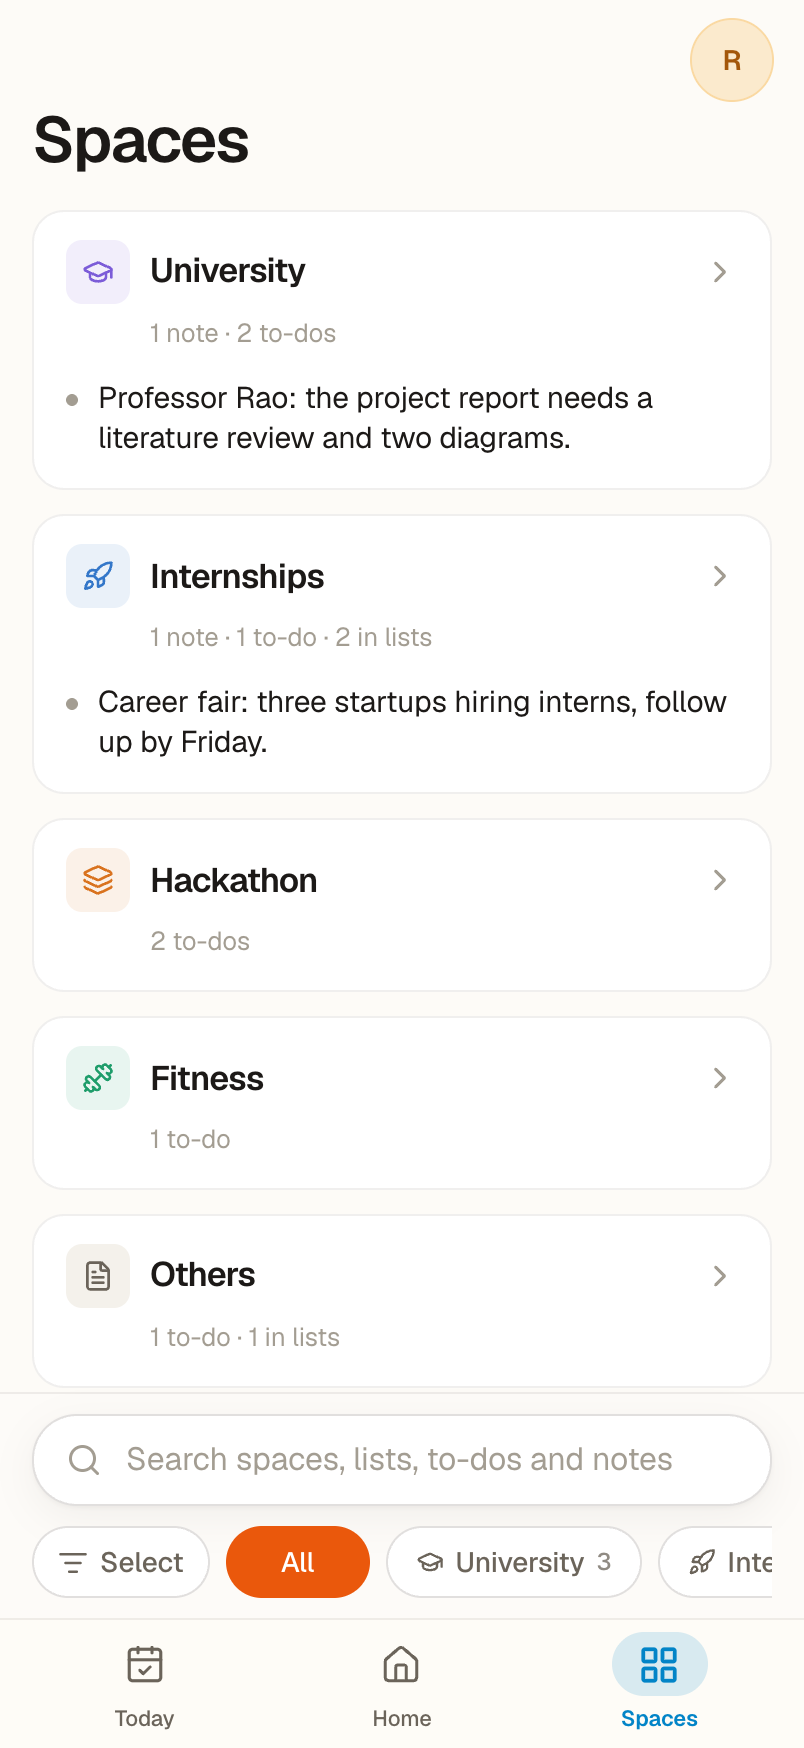 R
Spaces
University
1 note · 2 to-dos
Professor Rao: the project report needs a
literature review and two diagrams.
Internships
1 note · 1 to-do · 2 in lists
Career fair: three startups hiring interns, follow
up by Friday.
Hackathon
2 to-dos
Fitness
1 to-do
Others
1 to-do · 1 in lists
Search spaces, lists, to-dos and notes
Select All University 3 Inte
Today Home Spaces